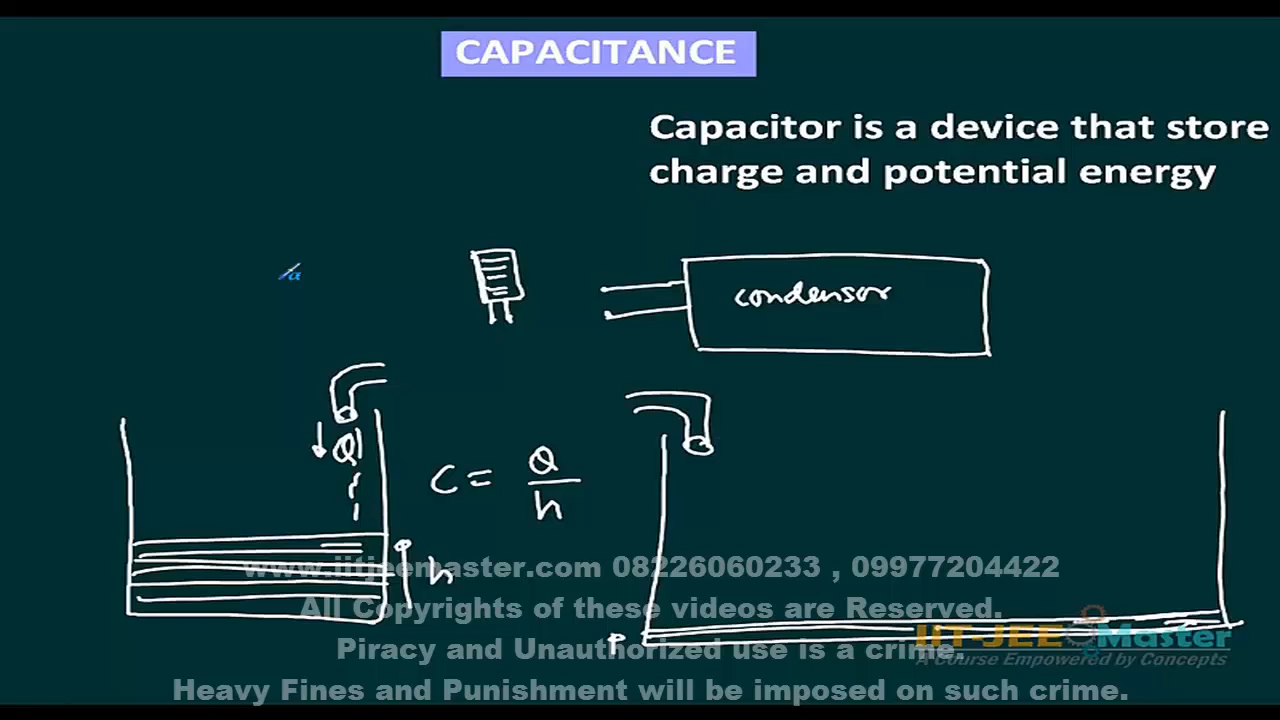 CAPACITANCE
Capacitor is a device that store
charge and potential energy
condensor
Q
C = Q/h
h
www.iitjeemaster.com 08226060233 , 09977204422
All Copyrights of these videos are Reserved.
IIT-JEE Master
Piracy and Unauthorized use is a crime.
A Course Empowered by Concepts
Heavy Fines and Punishment will be imposed on such crime.